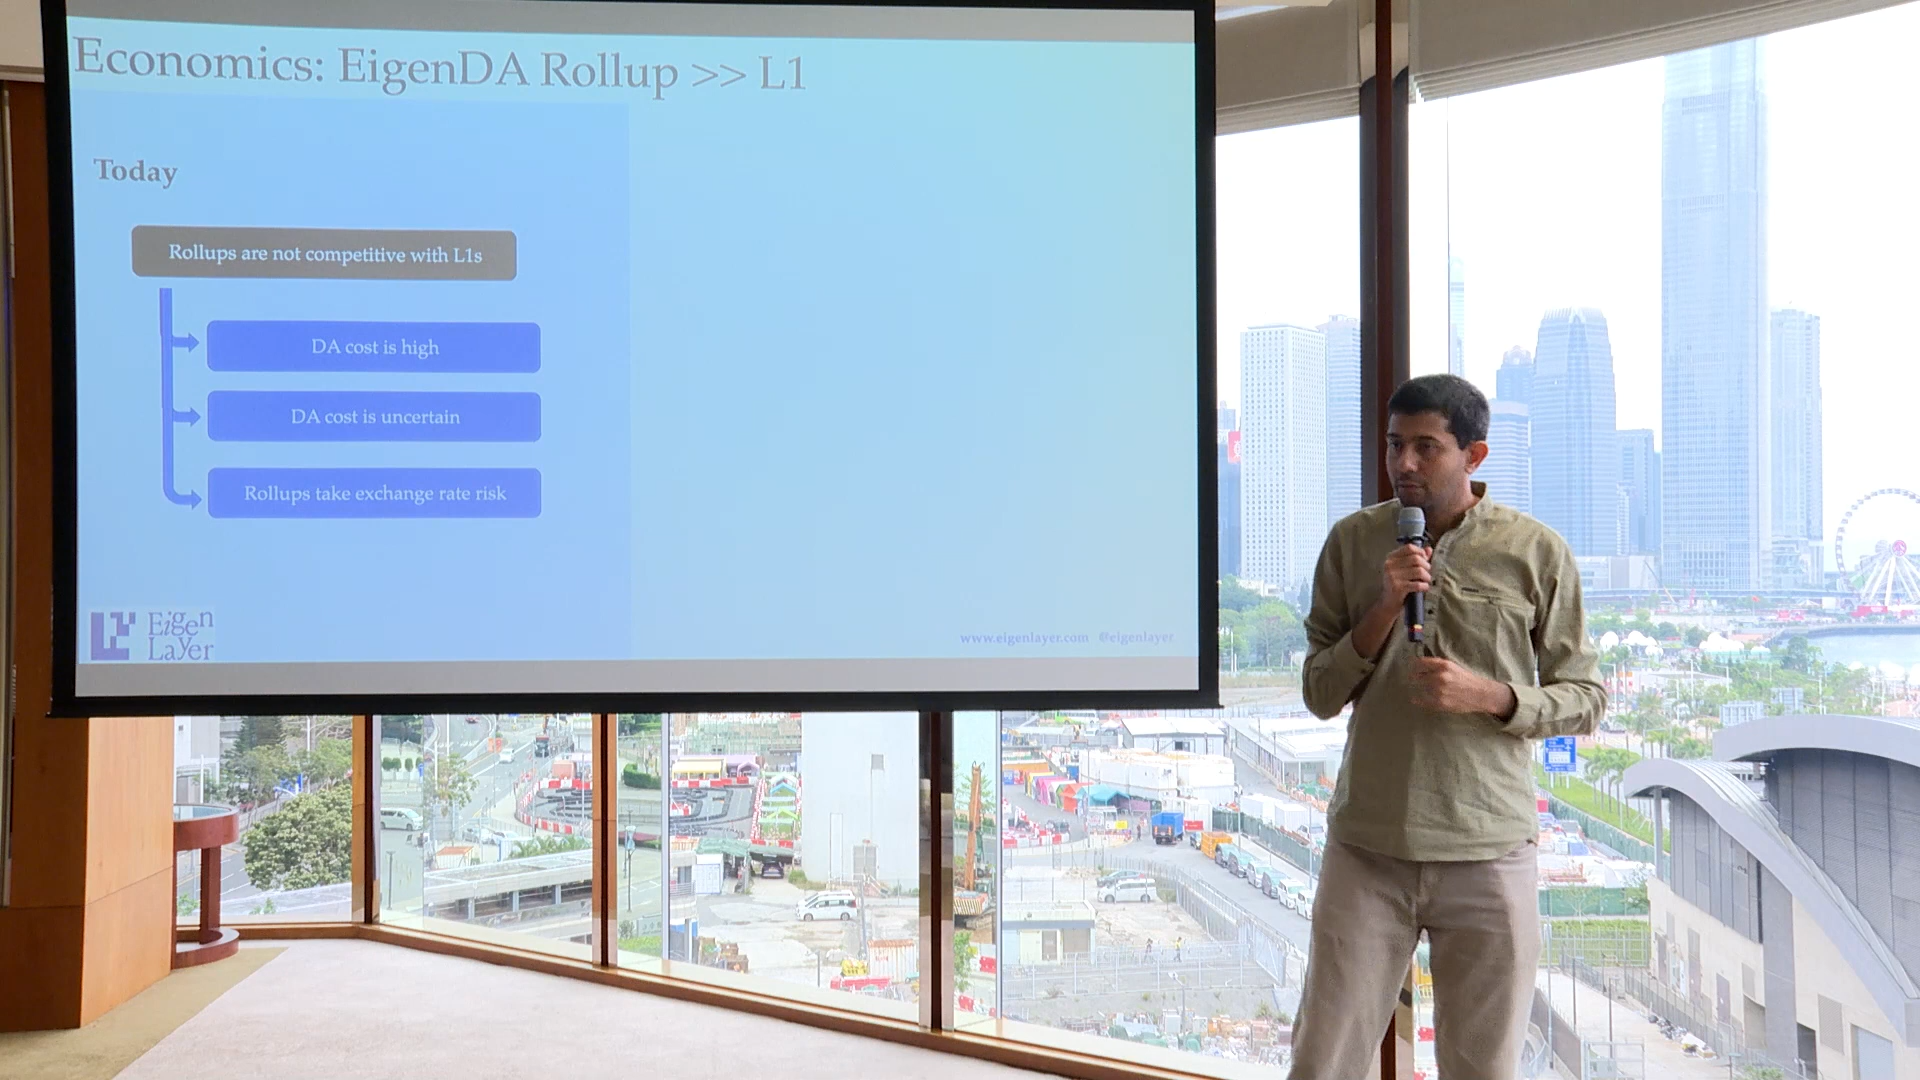 Economics: EigenDA Rollup >> L1
Today
Rollups are not competitive with L1s
DA cost is high
DA cost is uncertain
Rollups take exchange rate risk
Eigen
Layer
www.eigenlayer.com @eigenlayer